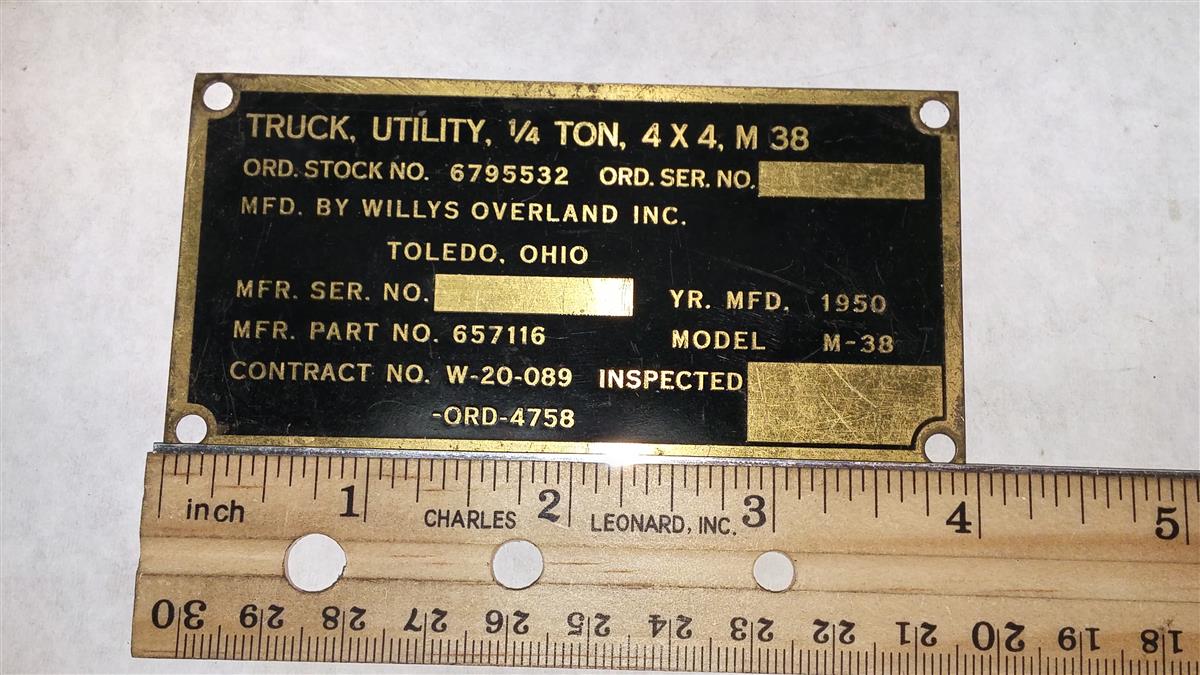 TRUCK, UTILITY, 1/4 TON, 4 X 4, M 38
ORD. STOCK NO. 6795532 ORD. SER. NO.
MFD. BY WILLYS OVERLAND INC.
TOLEDO, OHIO
MFR. SER. NO. YR. MFD. 1950
MFR. PART NO. 657116 MODEL M-38
CONTRACT NO. W-20-089 INSPECTED
-ORD-4758
inch 1 2 3 4 5
CHARLES LEONARD, INC.
30 29 28 27 26 25 24 23 22 21 20 19 18